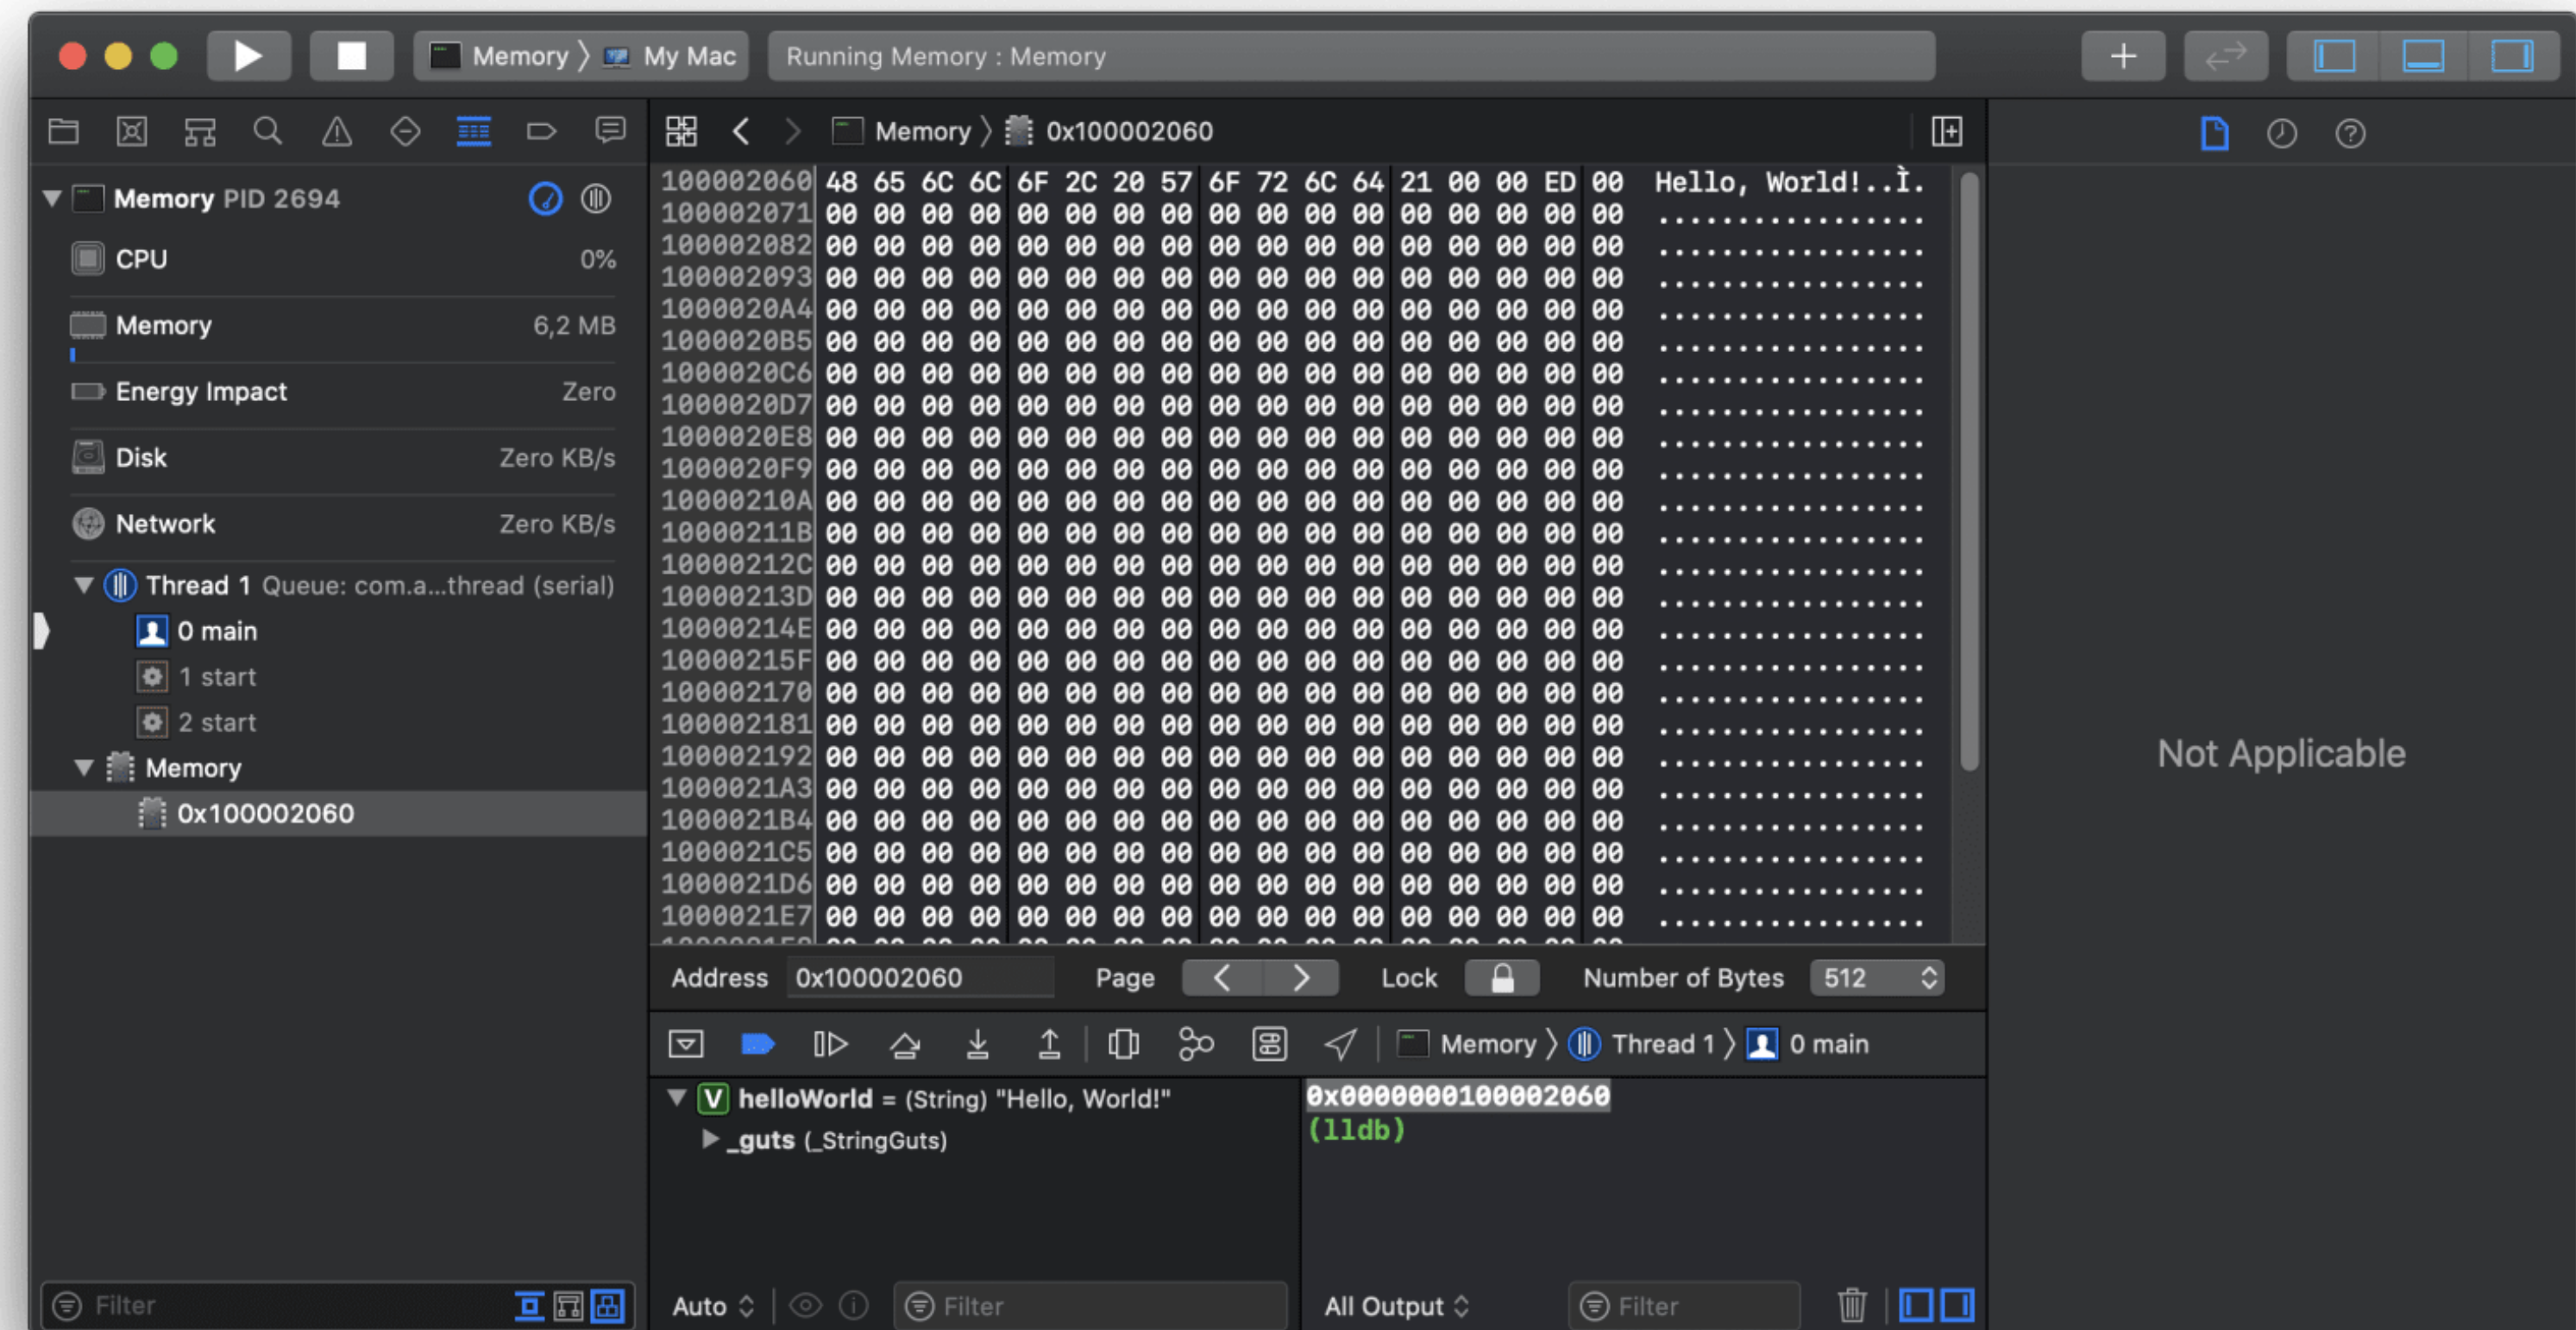 Memory 〉 My Mac
Running Memory : Memory
Memory PID 2694
CPU 0%
Memory 6,2 MB
Energy Impact Zero
Disk Zero KB/s
Network Zero KB/s
Thread 1 Queue: com.a...thread (serial)
0 main
1 start
2 start
Memory
0x100002060
Filter
Memory 〉 0x100002060
100002060 48 65 6C 6C 6F 2C 20 57 6F 72 6C 64 21 00 00 ED 00 Hello, World!..Ì.
100002071 00 00 00 00 00 00 00 00 00 00 00 00 00 00 00 00 00 .................
100002082 00 00 00 00 00 00 00 00 00 00 00 00 00 00 00 00 00 .................
100002093 00 00 00 00 00 00 00 00 00 00 00 00 00 00 00 00 00 .................
1000020A4 00 00 00 00 00 00 00 00 00 00 00 00 00 00 00 00 00 .................
1000020B5 00 00 00 00 00 00 00 00 00 00 00 00 00 00 00 00 00 .................
1000020C6 00 00 00 00 00 00 00 00 00 00 00 00 00 00 00 00 00 .................
1000020D7 00 00 00 00 00 00 00 00 00 00 00 00 00 00 00 00 00 .................
1000020E8 00 00 00 00 00 00 00 00 00 00 00 00 00 00 00 00 00 .................
1000020F9 00 00 00 00 00 00 00 00 00 00 00 00 00 00 00 00 00 .................
10000210A 00 00 00 00 00 00 00 00 00 00 00 00 00 00 00 00 00 .................
10000211B 00 00 00 00 00 00 00 00 00 00 00 00 00 00 00 00 00 .................
10000212C 00 00 00 00 00 00 00 00 00 00 00 00 00 00 00 00 00 .................
10000213D 00 00 00 00 00 00 00 00 00 00 00 00 00 00 00 00 00 .................
10000214E 00 00 00 00 00 00 00 00 00 00 00 00 00 00 00 00 00 .................
10000215F 00 00 00 00 00 00 00 00 00 00 00 00 00 00 00 00 00 .................
100002170 00 00 00 00 00 00 00 00 00 00 00 00 00 00 00 00 00 .................
100002181 00 00 00 00 00 00 00 00 00 00 00 00 00 00 00 00 00 .................
100002192 00 00 00 00 00 00 00 00 00 00 00 00 00 00 00 00 00 .................
1000021A3 00 00 00 00 00 00 00 00 00 00 00 00 00 00 00 00 00 .................
1000021B4 00 00 00 00 00 00 00 00 00 00 00 00 00 00 00 00 00 .................
1000021C5 00 00 00 00 00 00 00 00 00 00 00 00 00 00 00 00 00 .................
1000021D6 00 00 00 00 00 00 00 00 00 00 00 00 00 00 00 00 00 .................
1000021E7 00 00 00 00 00 00 00 00 00 00 00 00 00 00 00 00 00 .................
Address 0x100002060 Page Lock Number of Bytes 512
Memory 〉 Thread 1 〉 0 main
V helloWorld = (String) "Hello, World!"
_guts (_StringGuts)
Auto Filter
0x0000000100002060
(lldb)
All Output Filter
Not Applicable